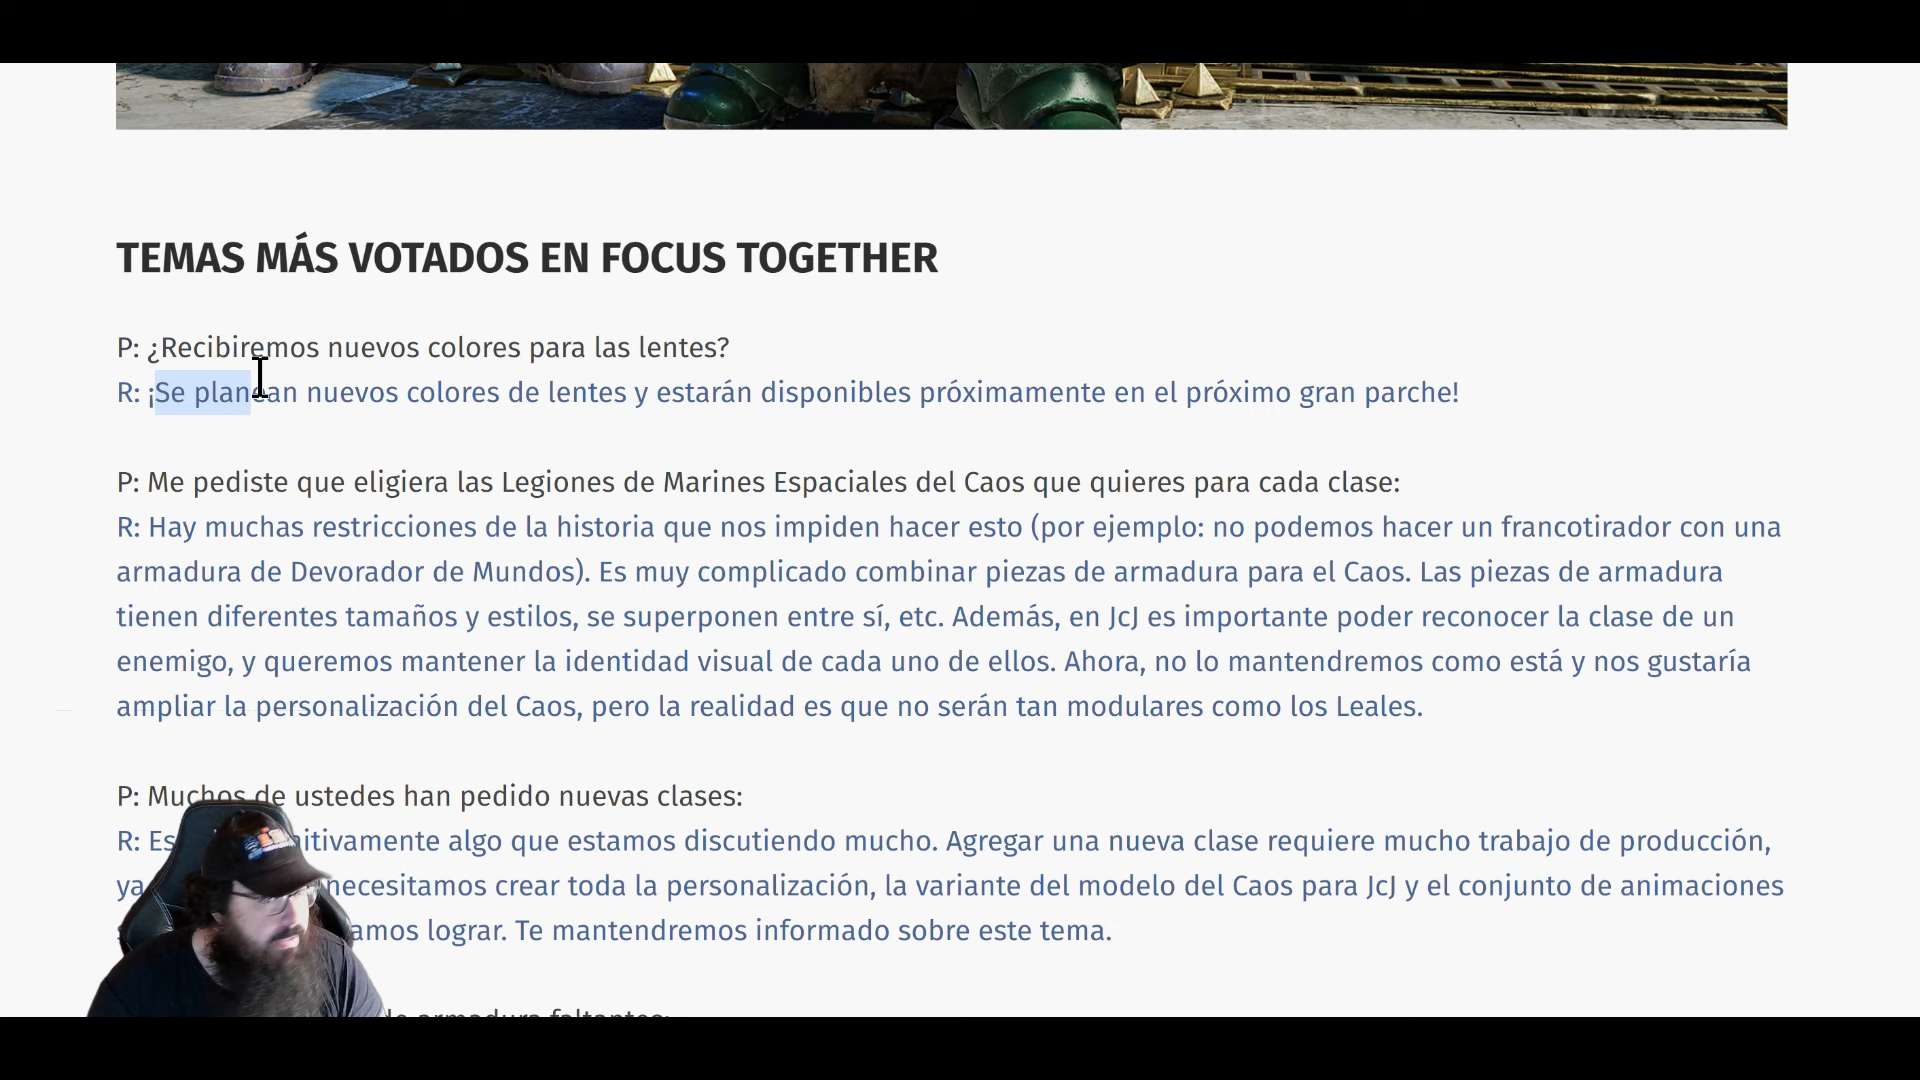 TEMAS MÁS VOTADOS EN FOCUS TOGETHER
P: ¿Recibiremos nuevos colores para las lentes?
R: ¡Se planean nuevos colores de lentes y estarán disponibles próximamente en el próximo gran parche!
P: Me pediste que eligiera las Legiones de Marines Espaciales del Caos que quieres para cada clase:
R: Hay muchas restricciones de la historia que nos impiden hacer esto (por ejemplo: no podemos hacer un francotirador con una
armadura de Devorador de Mundos). Es muy complicado combinar piezas de armadura para el Caos. Las piezas de armadura
tienen diferentes tamaños y estilos, se superponen entre sí, etc. Además, en JcJ es importante poder reconocer la clase de un
enemigo, y queremos mantener la identidad visual de cada uno de ellos. Ahora, no lo mantendremos como está y nos gustaría
ampliar la personalización del Caos, pero la realidad es que no serán tan modulares como los Leales.
P: Muchos de ustedes han pedido nuevas clases:
R: algo que estamos discutiendo mucho. Agregar una nueva clase requiere mucho trabajo de producción,
ya necesitamos crear toda la personalización, la variante del modelo del Caos para JcJ y el conjunto de animaciones
lograr. Te mantendremos informado sobre este tema.
de armadura faltantes: